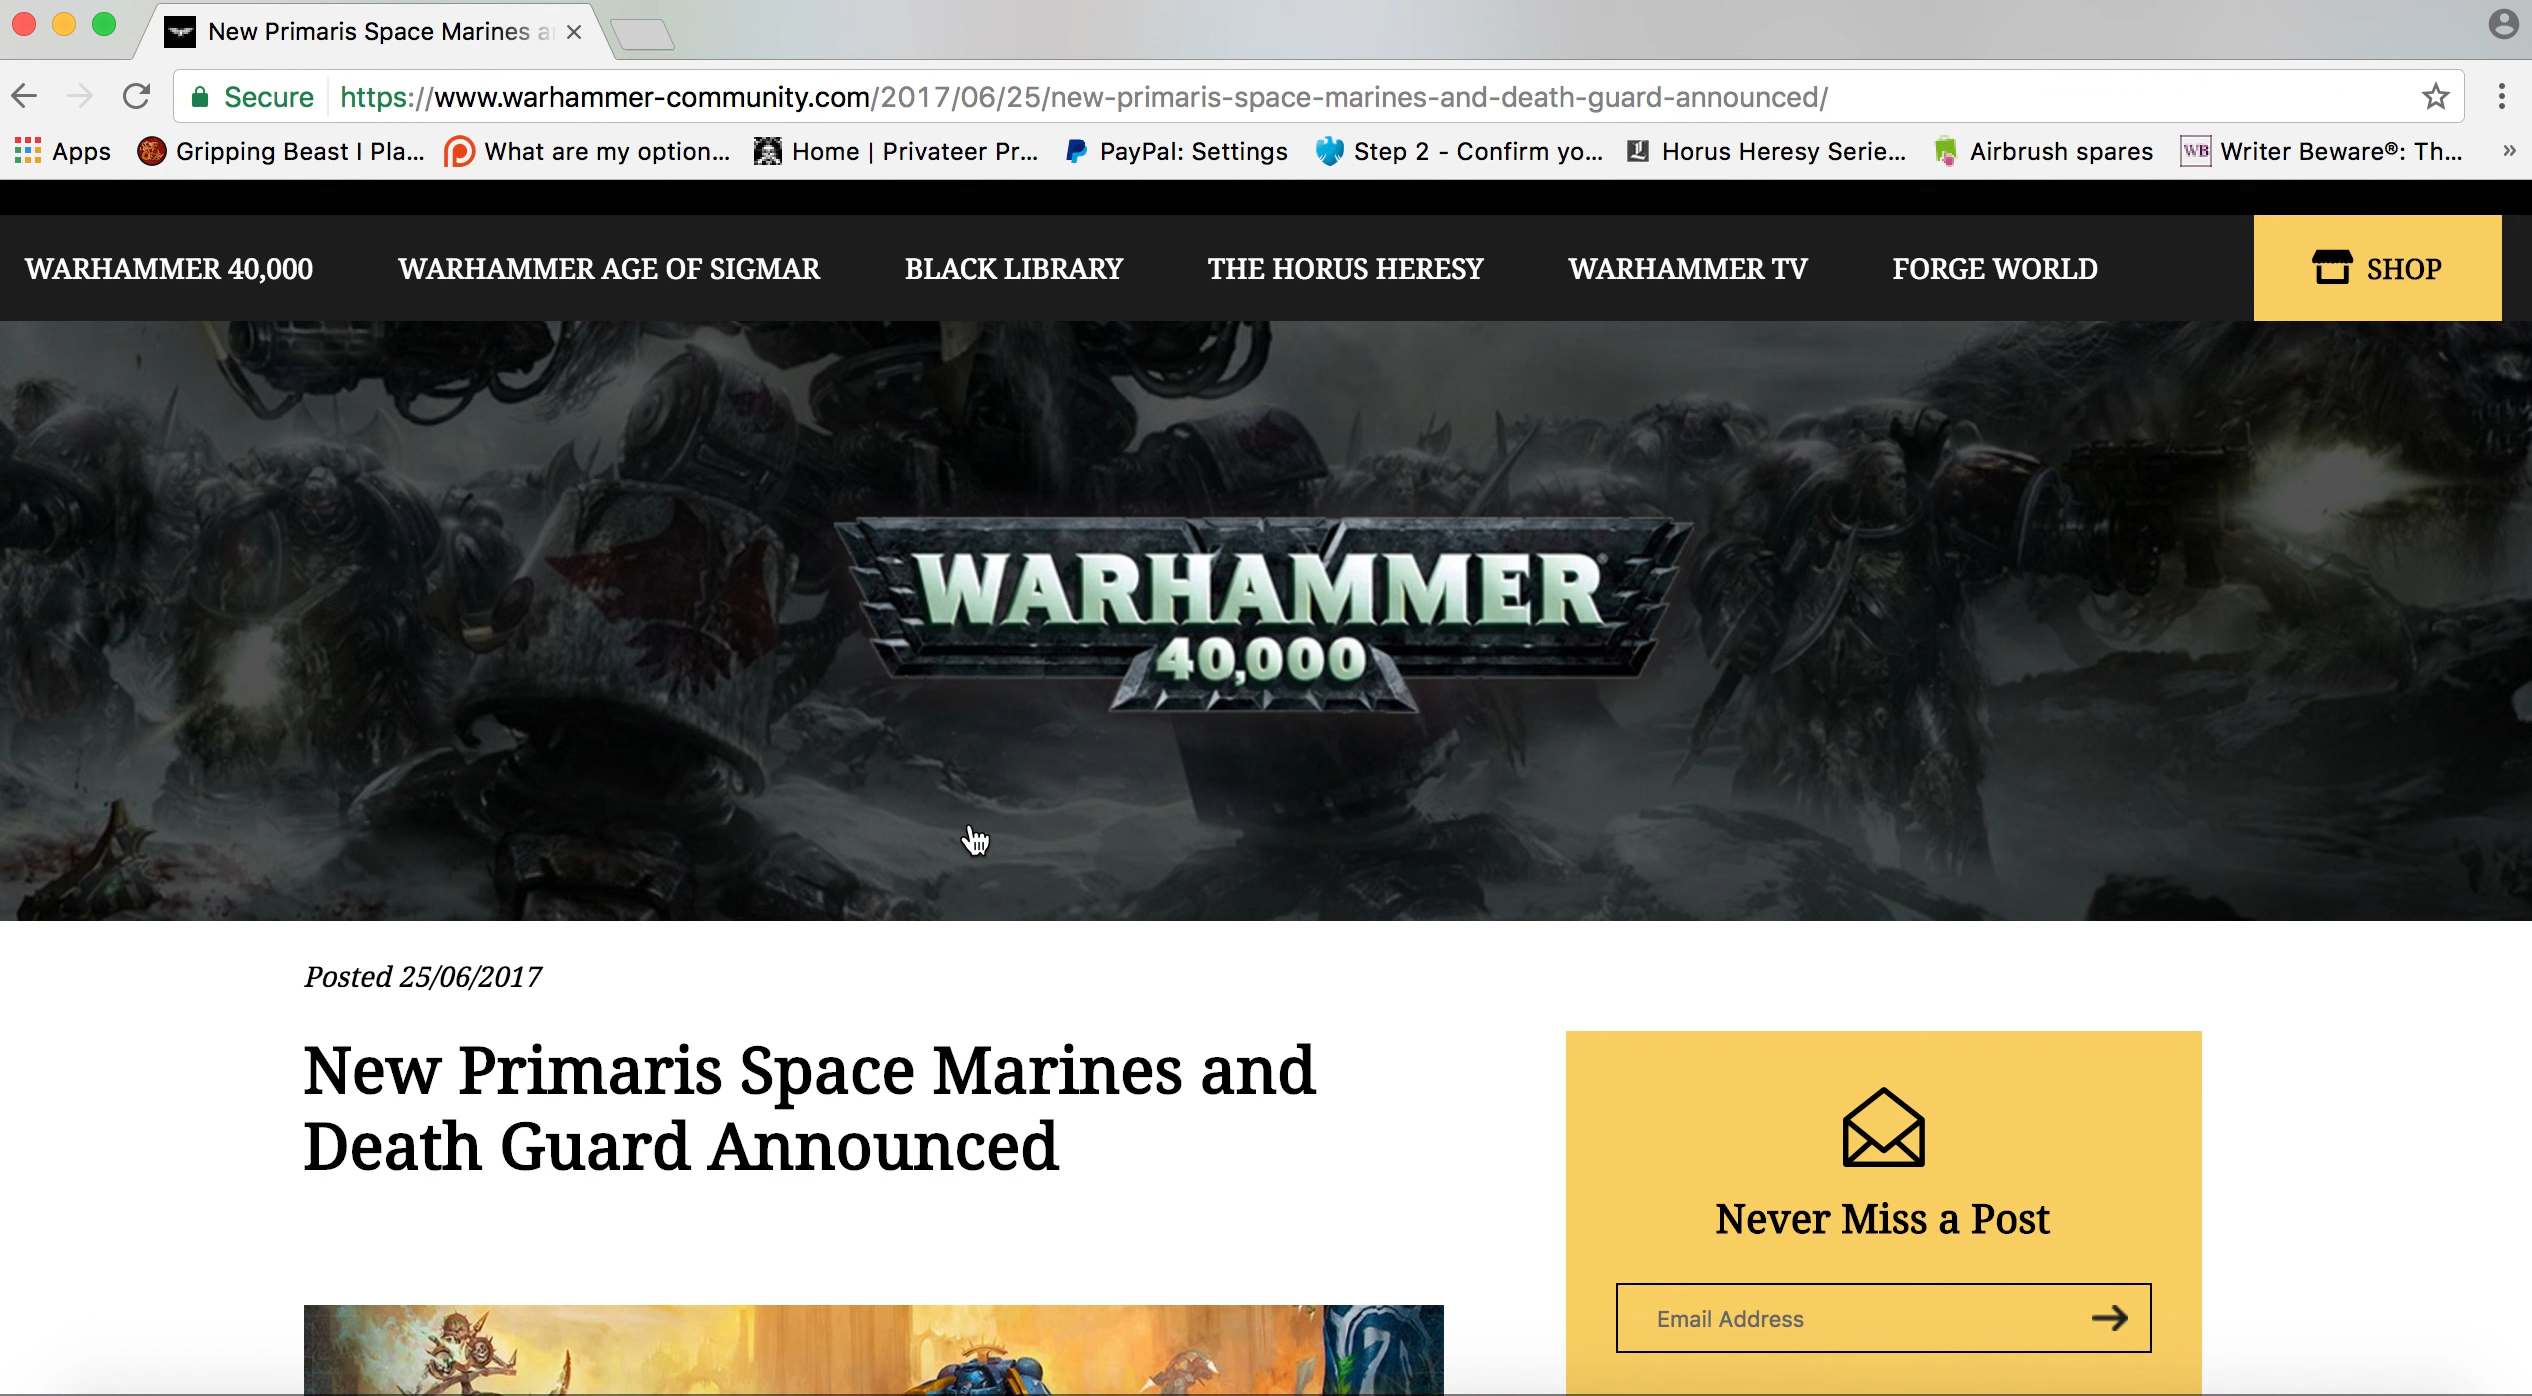 New Primaris Space Marines a
Secure https://www.warhammer-community.com/2017/06/25/new-primaris-space-marines-and-death-guard-announced/
Apps Gripping Beast I Pla... What are my option... Home | Privateer Pr... PayPal: Settings Step 2 - Confirm yo... Horus Heresy Serie... Airbrush spares WB Writer Beware®: Th... »
WARHAMMER 40,000 WARHAMMER AGE OF SIGMAR BLACK LIBRARY THE HORUS HERESY WARHAMMER TV FORGE WORLD SHOP
WARHAMMER
40,000
Posted 25/06/2017
New Primaris Space Marines and
Death Guard Announced
Never Miss a Post
Email Address
7